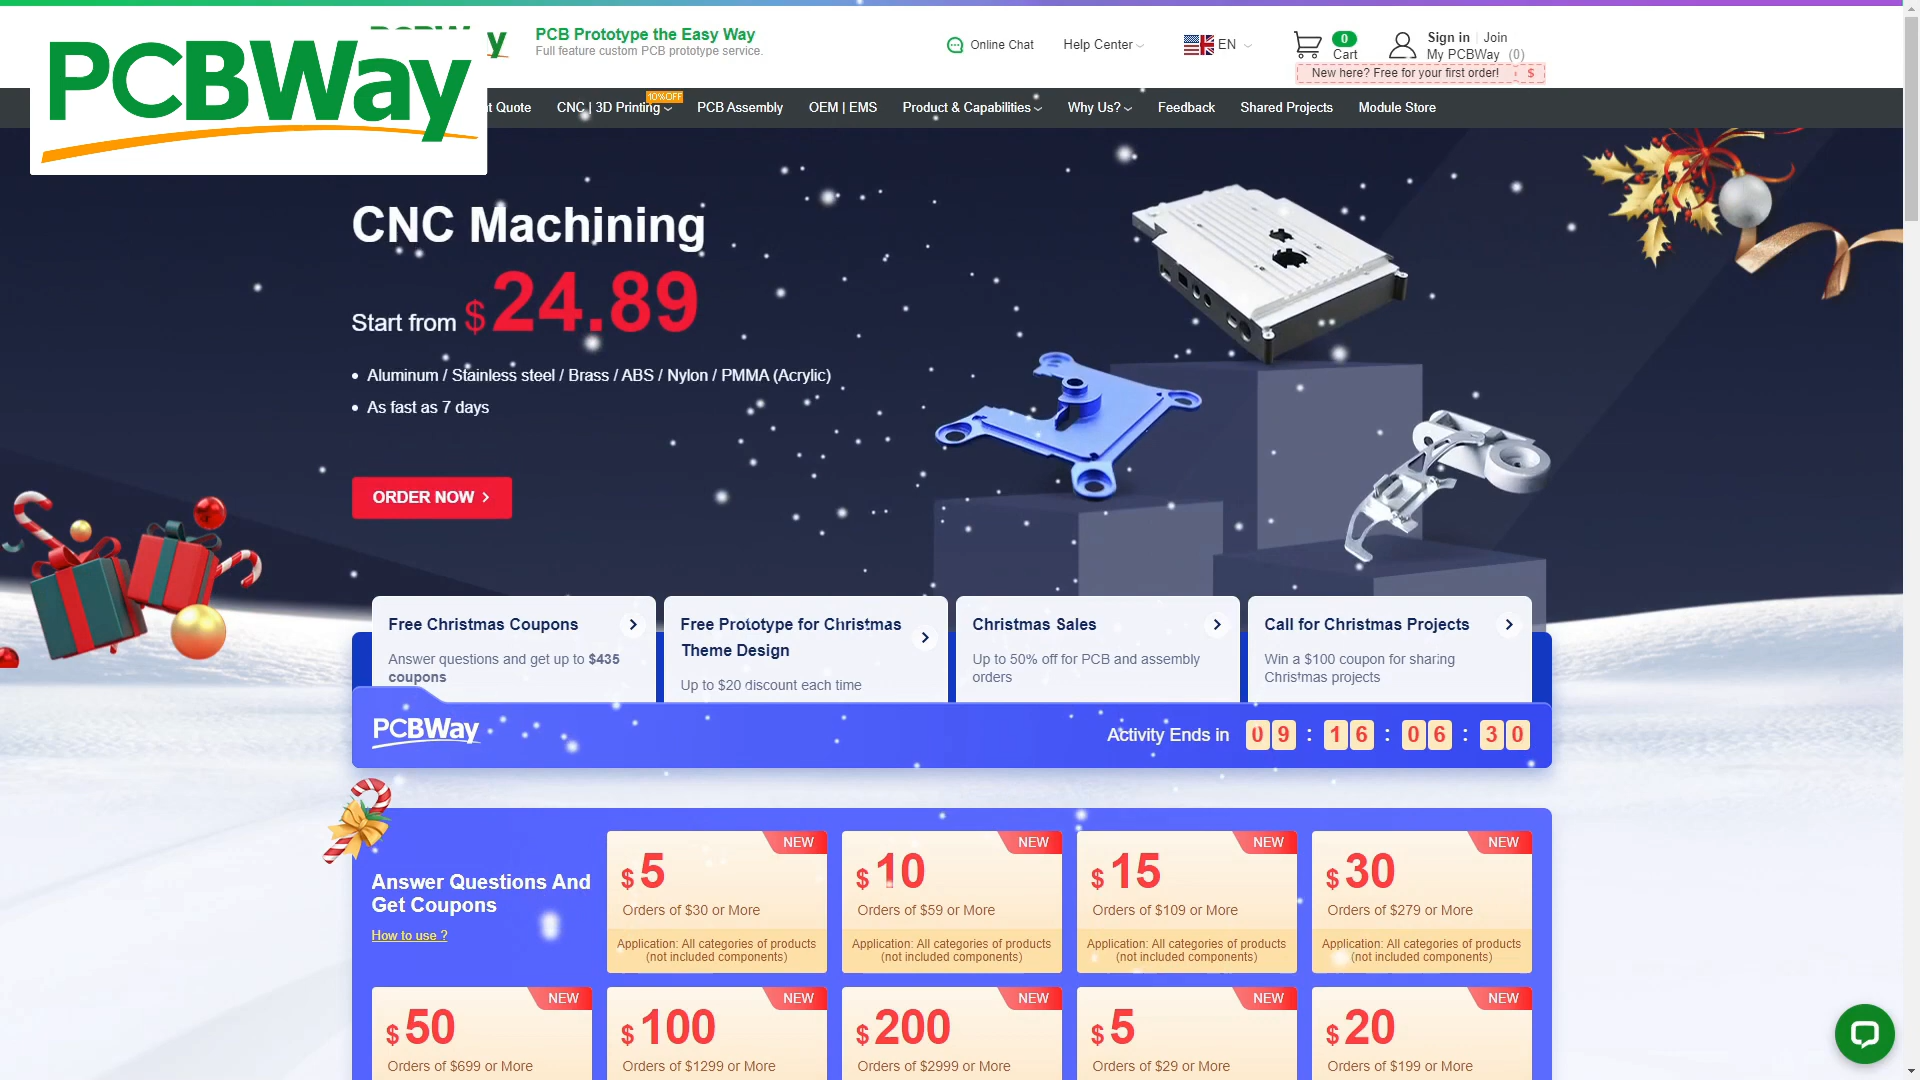 PCBWay
PCB Prototype the Easy Way
Full feature custom PCB prototype service.
Online Chat
Help Center
EN
0
Cart
Sign in
Join
My PCBWay (0)
New here? Free for your first order! $
Quote
CNC | 3D Printing
10%OFF
PCB Assembly
OEM | EMS
Product & Capabilities
Why Us?
Feedback
Shared Projects
Module Store
CNC Machining
Start from $24.89
Aluminum / Stainless steel / Brass / ABS / Nylon / PMMA (Acrylic)
As fast as 7 days
ORDER NOW
Free Christmas Coupons
Answer questions and get up to $435
coupons
Free Prototype for Christmas
Theme Design
Up to $20 discount each time
Christmas Sales
Up to 50% off for PCB and assembly
orders
Call for Christmas Projects
Win a $100 coupon for sharing
Christmas projects
PCBWay
Activity Ends in 09 : 16 : 06 : 30
Answer Questions And
Get Coupons
How to use ?
NEW
$5
Orders of $30 or More
Application: All categories of products
(not included components)
NEW
$10
Orders of $59 or More
Application: All categories of products
(not included components)
NEW
$15
Orders of $109 or More
Application: All categories of products
(not included components)
NEW
$30
Orders of $279 or More
Application: All categories of products
(not included components)
NEW
$50
Orders of $699 or More
NEW
$100
Orders of $1299 or More
NEW
$200
Orders of $2999 or More
NEW
$5
Orders of $29 or More
NEW
$20
Orders of $199 or More